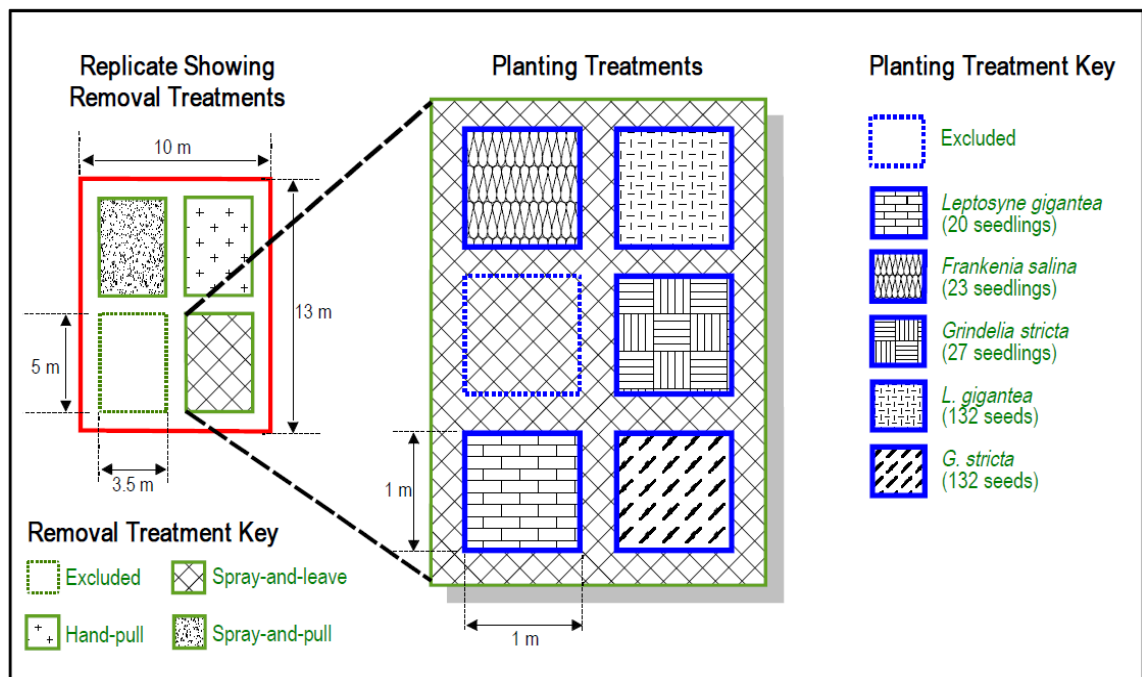 Replicate Showing
Removal Treatments
10 m
13 m
5 m
3.5 m
Removal Treatment Key
Excluded
Spray-and-leave
Hand-pull
Spray-and-pull
Planting Treatments
1 m
1 m
Planting Treatment Key
Excluded
Leptosyne gigantea
(20 seedlings)
Frankenia salina
(23 seedlings)
Grindelia stricta
(27 seedlings)
L. gigantea
(132 seeds)
G. stricta
(132 seeds)